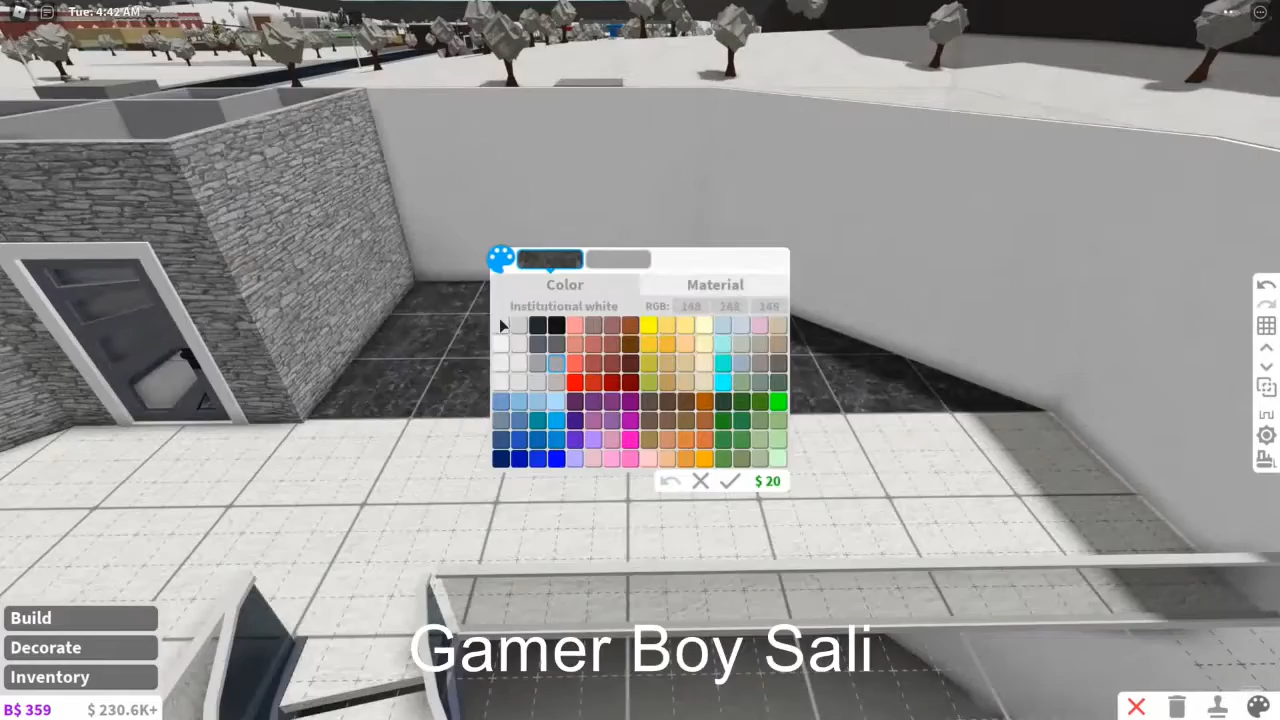 Tue: 4:42 AM
Color
Material
Institutional white
RGB: 248 248 248
$ 20
Build
Decorate
Inventory
B$ 359
$ 230.6K+
Gamer Boy Sali